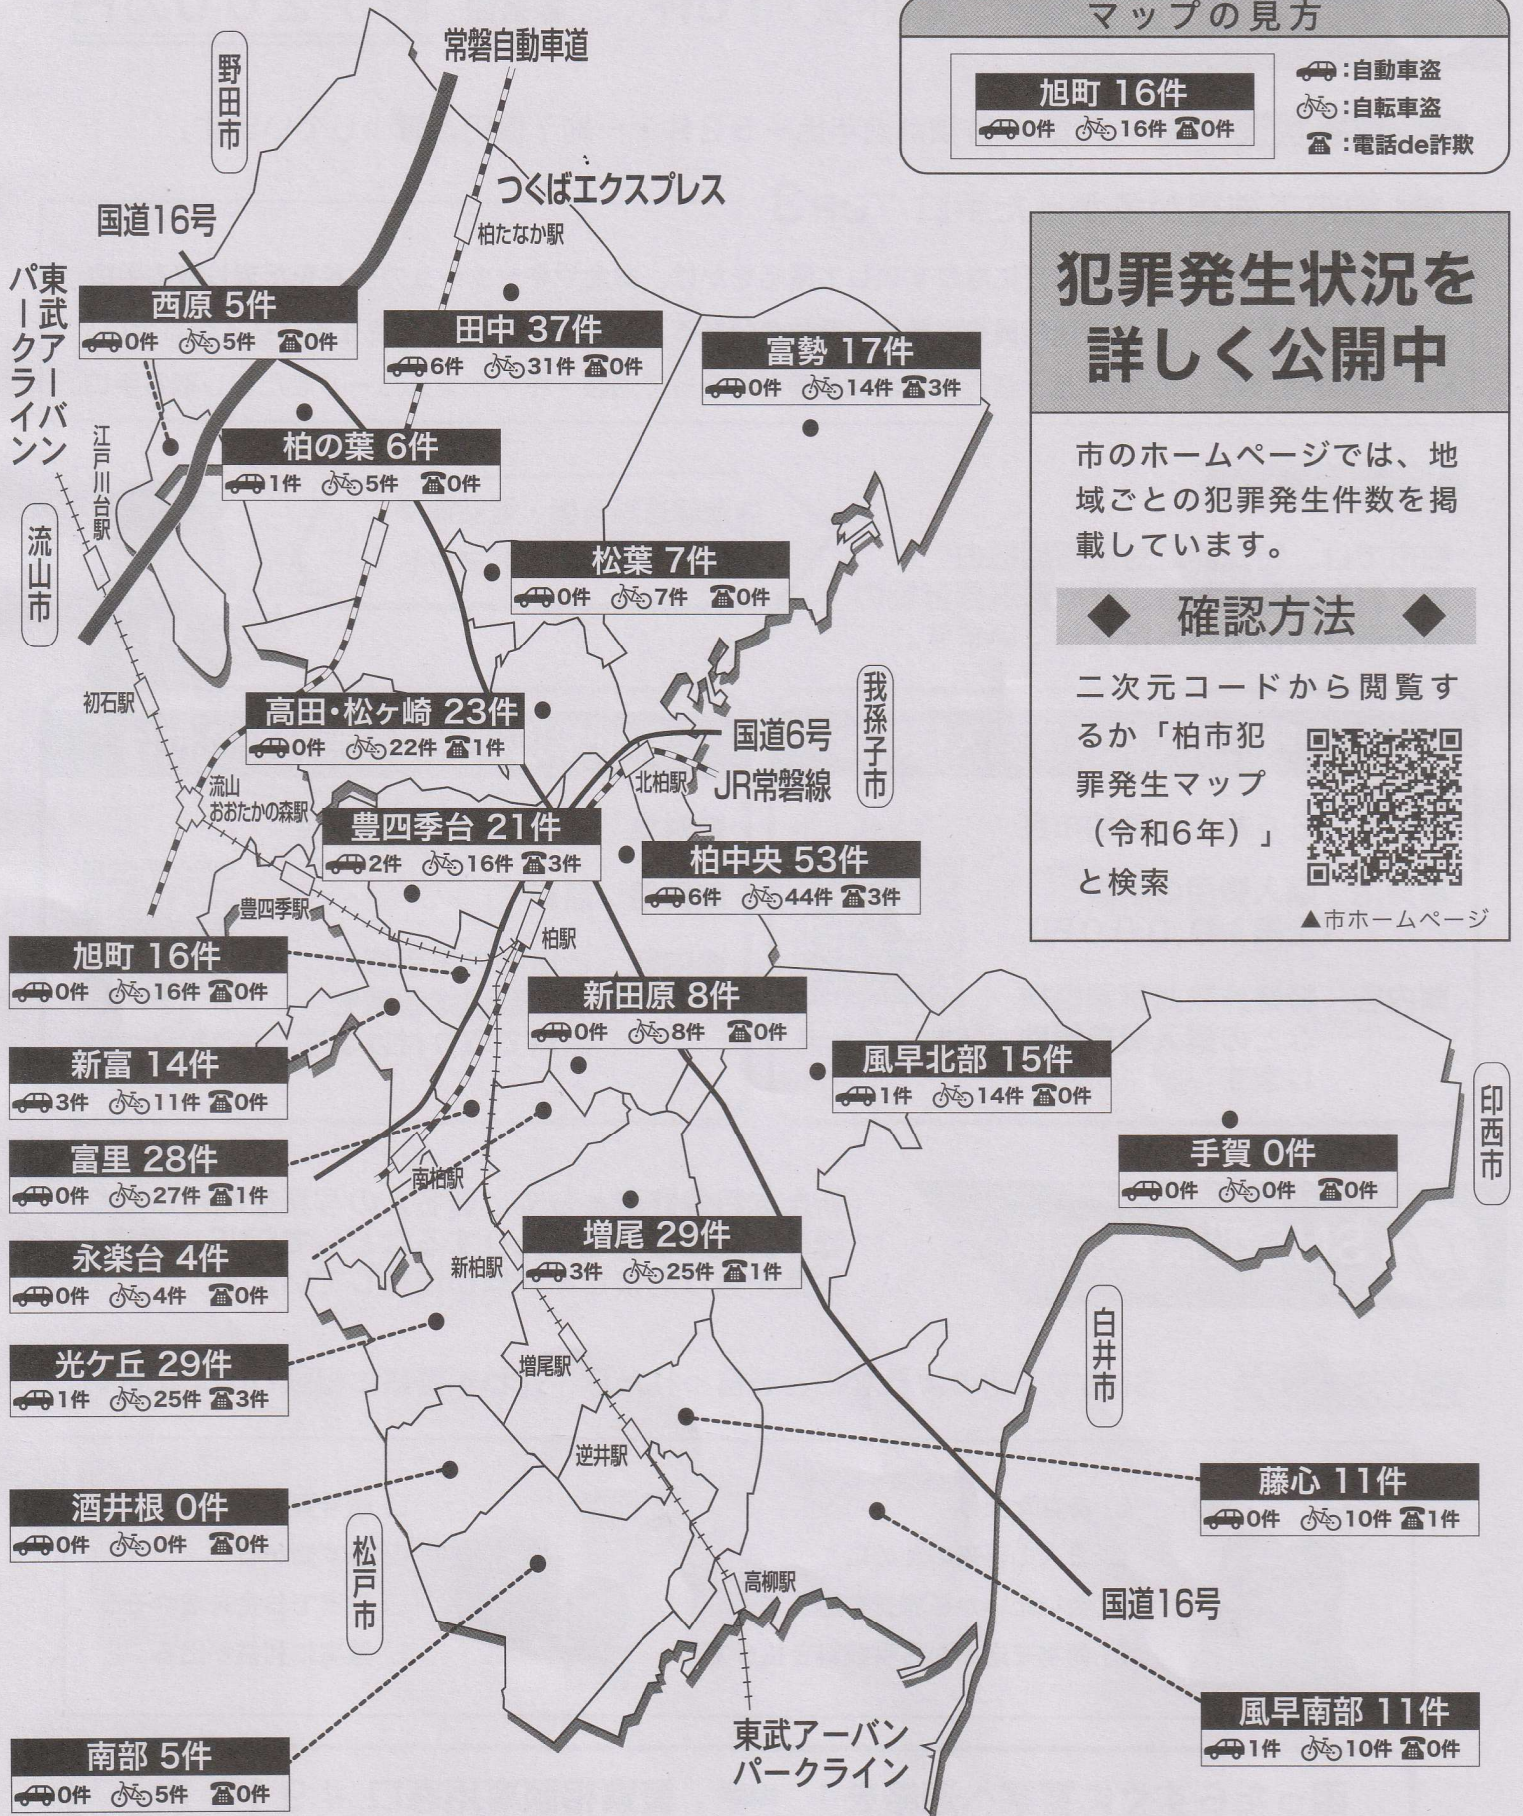 マップの見方
旭町 16件
0件 16件 0件
:自動車盗
:自転車盗
:電話de詐欺
犯罪発生状況を
詳しく公開中
市のホームページでは、地
域ごとの犯罪発生件数を掲
載しています。
◆ 確認方法 ◆
二次元コードから閲覧す
るか「柏市犯
罪発生マップ
（令和6年）」
と検索
▲市ホームページ
野田市
常磐自動車道
つくばエクスプレス
柏たなか駅
国道16号
東武アーバン
パークライン
西原 5件
0件 5件 0件
田中 37件
6件 31件 0件
富勢 17件
0件 14件 3件
柏の葉 6件
1件 5件 0件
江戸川台駅
流山市
松葉 7件
0件 7件 0件
初石駅
高田・松ヶ崎 23件
0件 22件 1件
我孫子市
国道6号
JR常磐線
北柏駅
流山
おおたかの森駅
豊四季台 21件
2件 16件 3件
柏中央 53件
6件 44件 3件
豊四季駅
柏駅
旭町 16件
0件 16件 0件
新田原 8件
0件 8件 0件
新富 14件
3件 11件 0件
風早北部 15件
1件 14件 0件
印西市
手賀 0件
0件 0件 0件
富里 28件
0件 27件 1件
南柏駅
永楽台 4件
0件 4件 0件
新柏駅
増尾 29件
3件 25件 1件
光ケ丘 29件
1件 25件 3件
増尾駅
白井市
逆井駅
酒井根 0件
0件 0件 0件
藤心 11件
0件 10件 1件
松戸市
高柳駅
国道16号
風早南部 11件
1件 10件 0件
南部 5件
0件 5件 0件
東武アーバン
パークライン